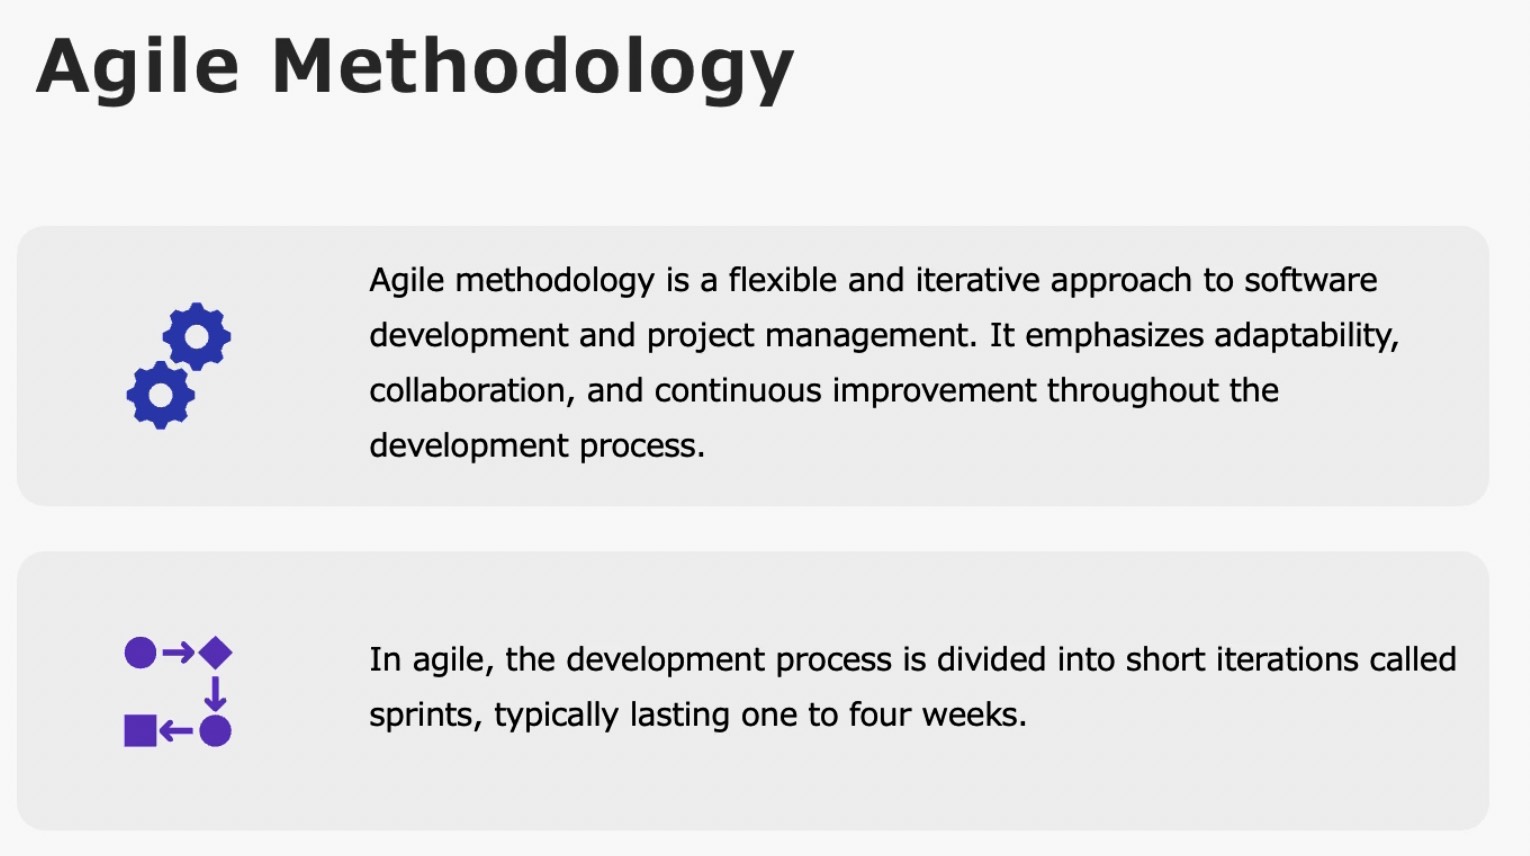 Agile Methodology
Agile methodology is a flexible and iterative approach to software
development and project management. It emphasizes adaptability,
collaboration, and continuous improvement throughout the
development process.
In agile, the development process is divided into short iterations called
sprints, typically lasting one to four weeks.